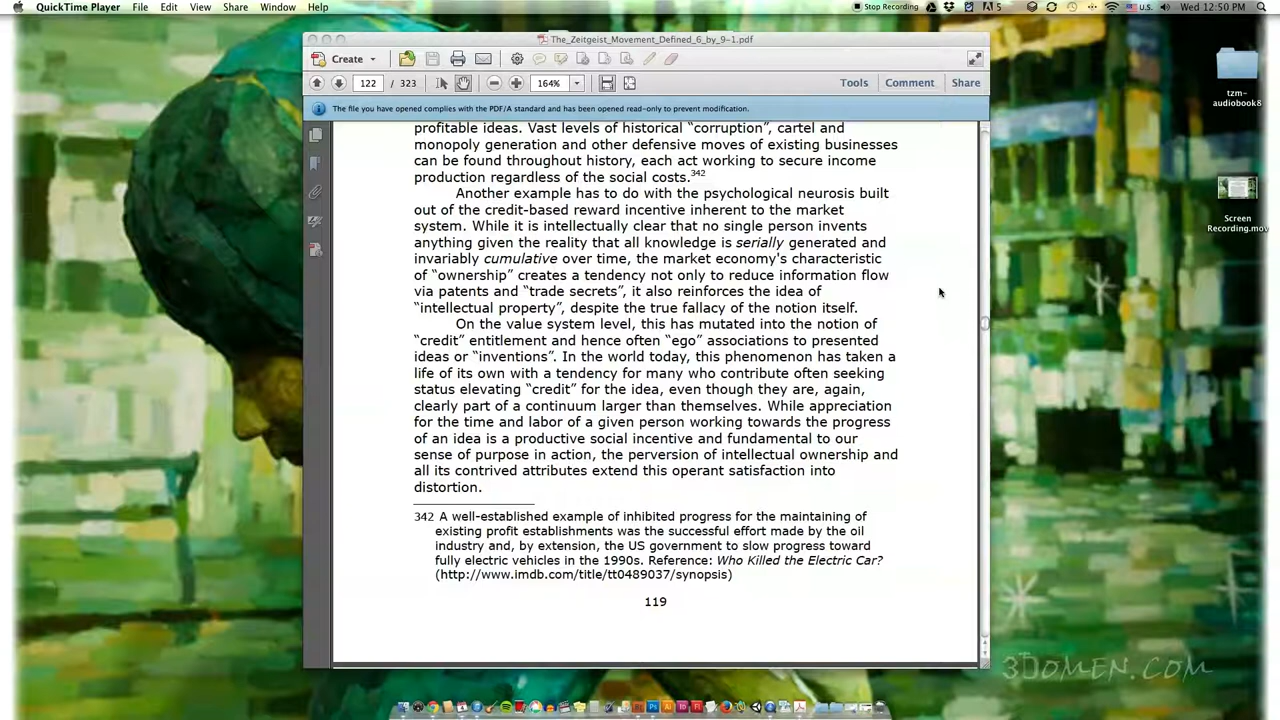 QuickTime Player File Edit View Share Window Help
Stop Recording
5
U.S. Wed 12:50 PM
The_Zeitgeist_Movement_Defined_6_by_9-1.pdf
Create
122 / 323
164%
Tools Comment Share
The file you have opened complies with the PDF/A standard and has been opened read-only to prevent modification.
profitable ideas. Vast levels of historical “corruption”, cartel and
monopoly generation and other defensive moves of existing businesses
can be found throughout history, each act working to secure income
production regardless of the social costs.342
Another example has to do with the psychological neurosis built
out of the credit-based reward incentive inherent to the market
system. While it is intellectually clear that no single person invents
anything given the reality that all knowledge is serially generated and
invariably cumulative over time, the market economy's characteristic
of “ownership” creates a tendency not only to reduce information flow
via patents and “trade secrets”, it also reinforces the idea of
“intellectual property”, despite the true fallacy of the notion itself.
On the value system level, this has mutated into the notion of
“credit” entitlement and hence often “ego” associations to presented
ideas or “inventions”. In the world today, this phenomenon has taken a
life of its own with a tendency for many who contribute often seeking
status elevating “credit” for the idea, even though they are, again,
clearly part of a continuum larger than themselves. While appreciation
for the time and labor of a given person working towards the progress
of an idea is a productive social incentive and fundamental to our
sense of purpose in action, the perversion of intellectual ownership and
all its contrived attributes extend this operant satisfaction into
distortion.
342 A well-established example of inhibited progress for the maintaining of
existing profit establishments was the successful effort made by the oil
industry and, by extension, the US government to slow progress toward
fully electric vehicles in the 1990s. Reference: Who Killed the Electric Car?
(http://www.imdb.com/title/tt0489037/synopsis)
119
tzm-
audiobook8
Screen
Recording.mov
3DOMEN.COM